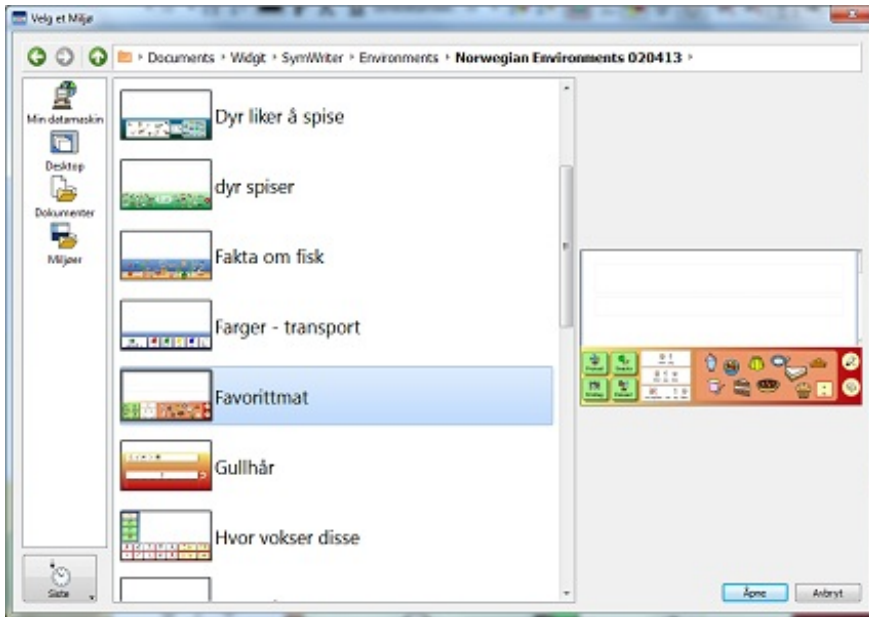 Velg et Miljø
Documents Widgit SymWriter Environments Norwegian Environments 020413
Min datamaskin
Desktop
Dokumenter
Miljøer
Siste
Dyr liker å spise
dyr spiser
Fakta om fisk
Farger - transport
Favorittmat
Gullhår
Hvor vokser disse
Åpne
Avbryt